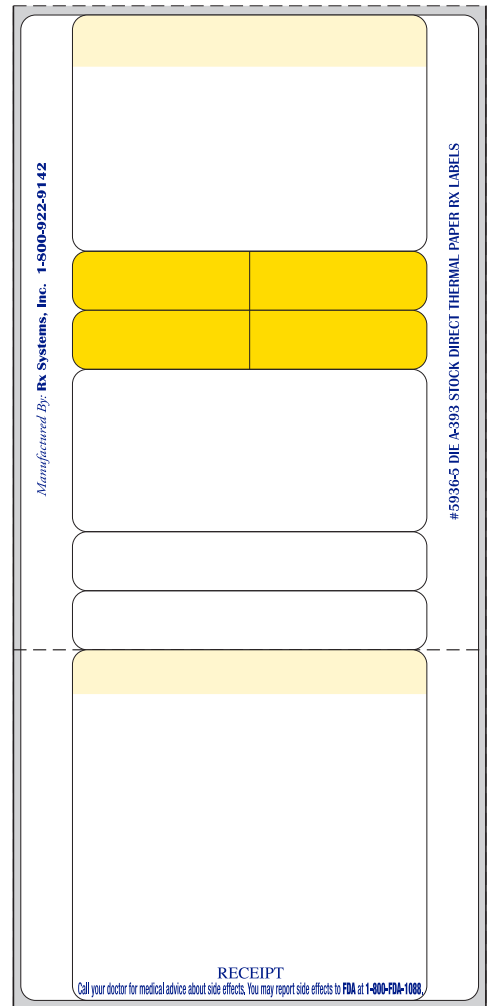 Manufactured By: Rx Systems, Inc. 1-800-922-9142
#5936-5 DIE A-393 STOCK DIRECT THERMAL PAPER RX LABELS
RECEIPT
Call your doctor for medical advice about side effects. You may report side effects to FDA at 1-800-FDA-1088.